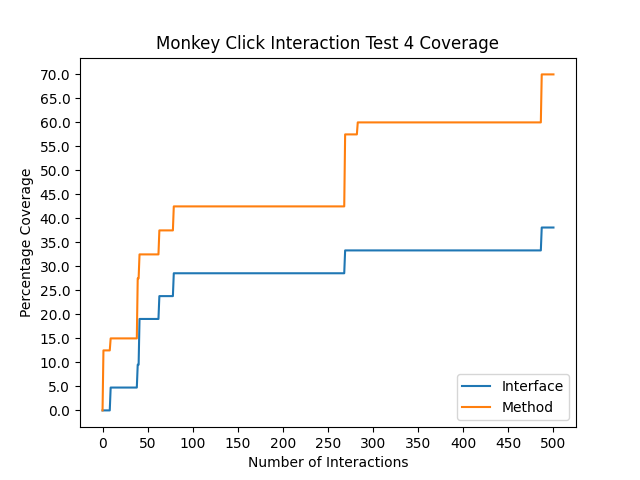 Monkey Click Interaction Test 4 Coverage
70.0
65.0
60.0
55.0
50.0
45.0
40.0
35.0
30.0
25.0
20.0
15.0
10.0
5.0
0.0
Percentage Coverage
0 50 100 150 200 250 300 350 400 450 500
Number of Interactions
Interface
Method